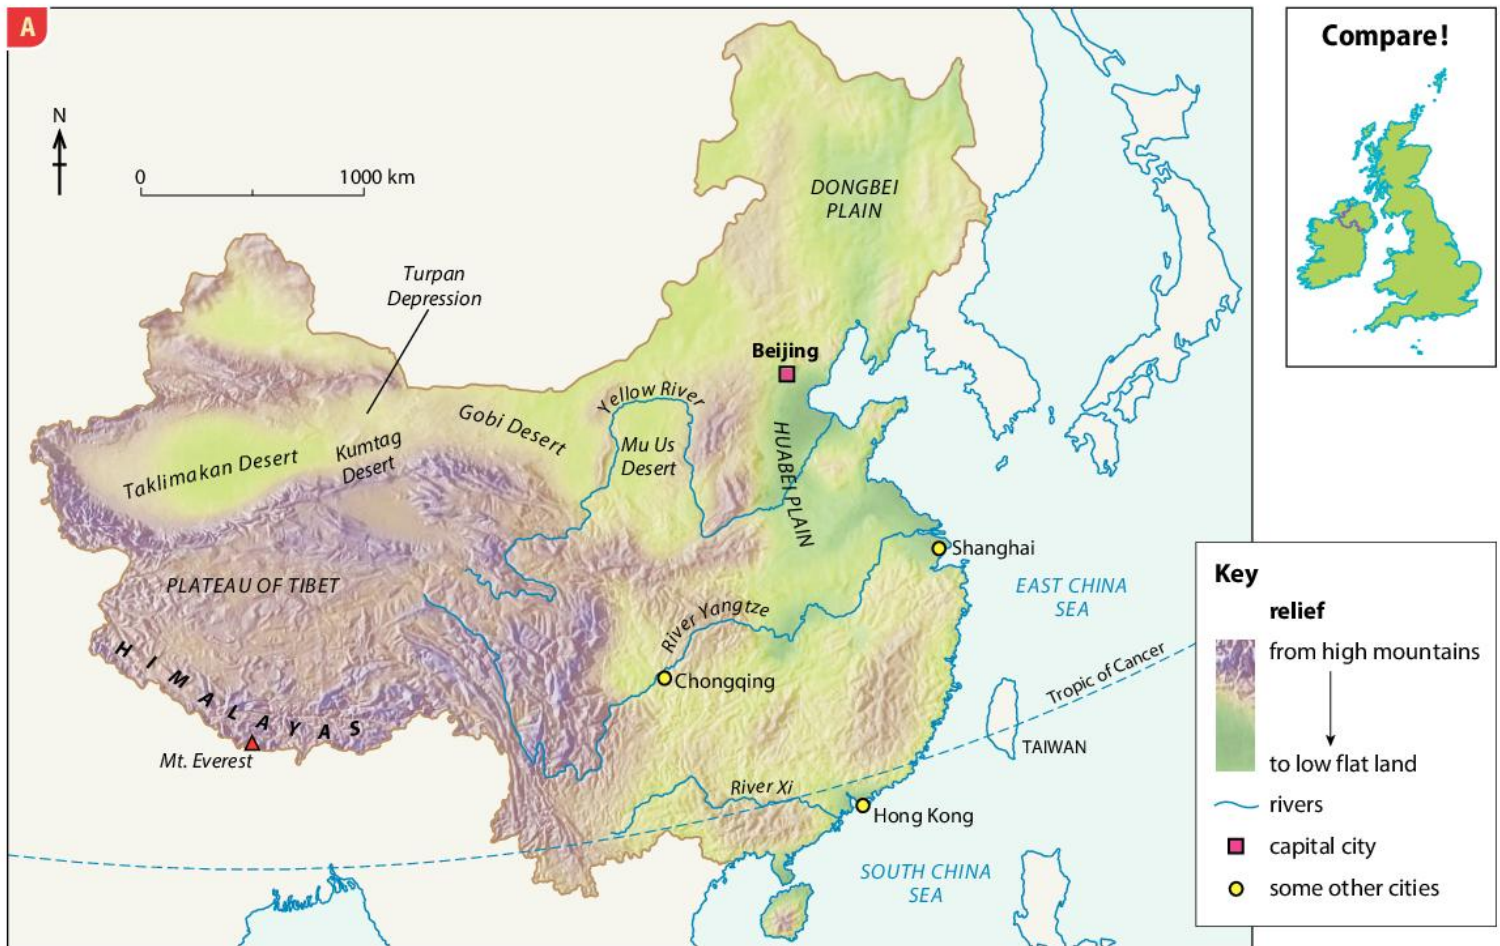 A
Compare!
N
0 1000 km
DONGBEI
PLAIN
Turpan
Depression
Beijing
Yellow River
Gobi Desert
Mu Us
Desert
Kumtag
Desert
Taklimakan Desert
HUABEI PLAIN
Shanghai
PLATEAU OF TIBET
EAST CHINA
SEA
River Yangtze
HIMALAYAS
Chongqing
Tropic of Cancer
Mt. Everest
TAIWAN
River Xi
Hong Kong
SOUTH CHINA
SEA
Key
relief
from high mountains
to low flat land
rivers
capital city
some other cities